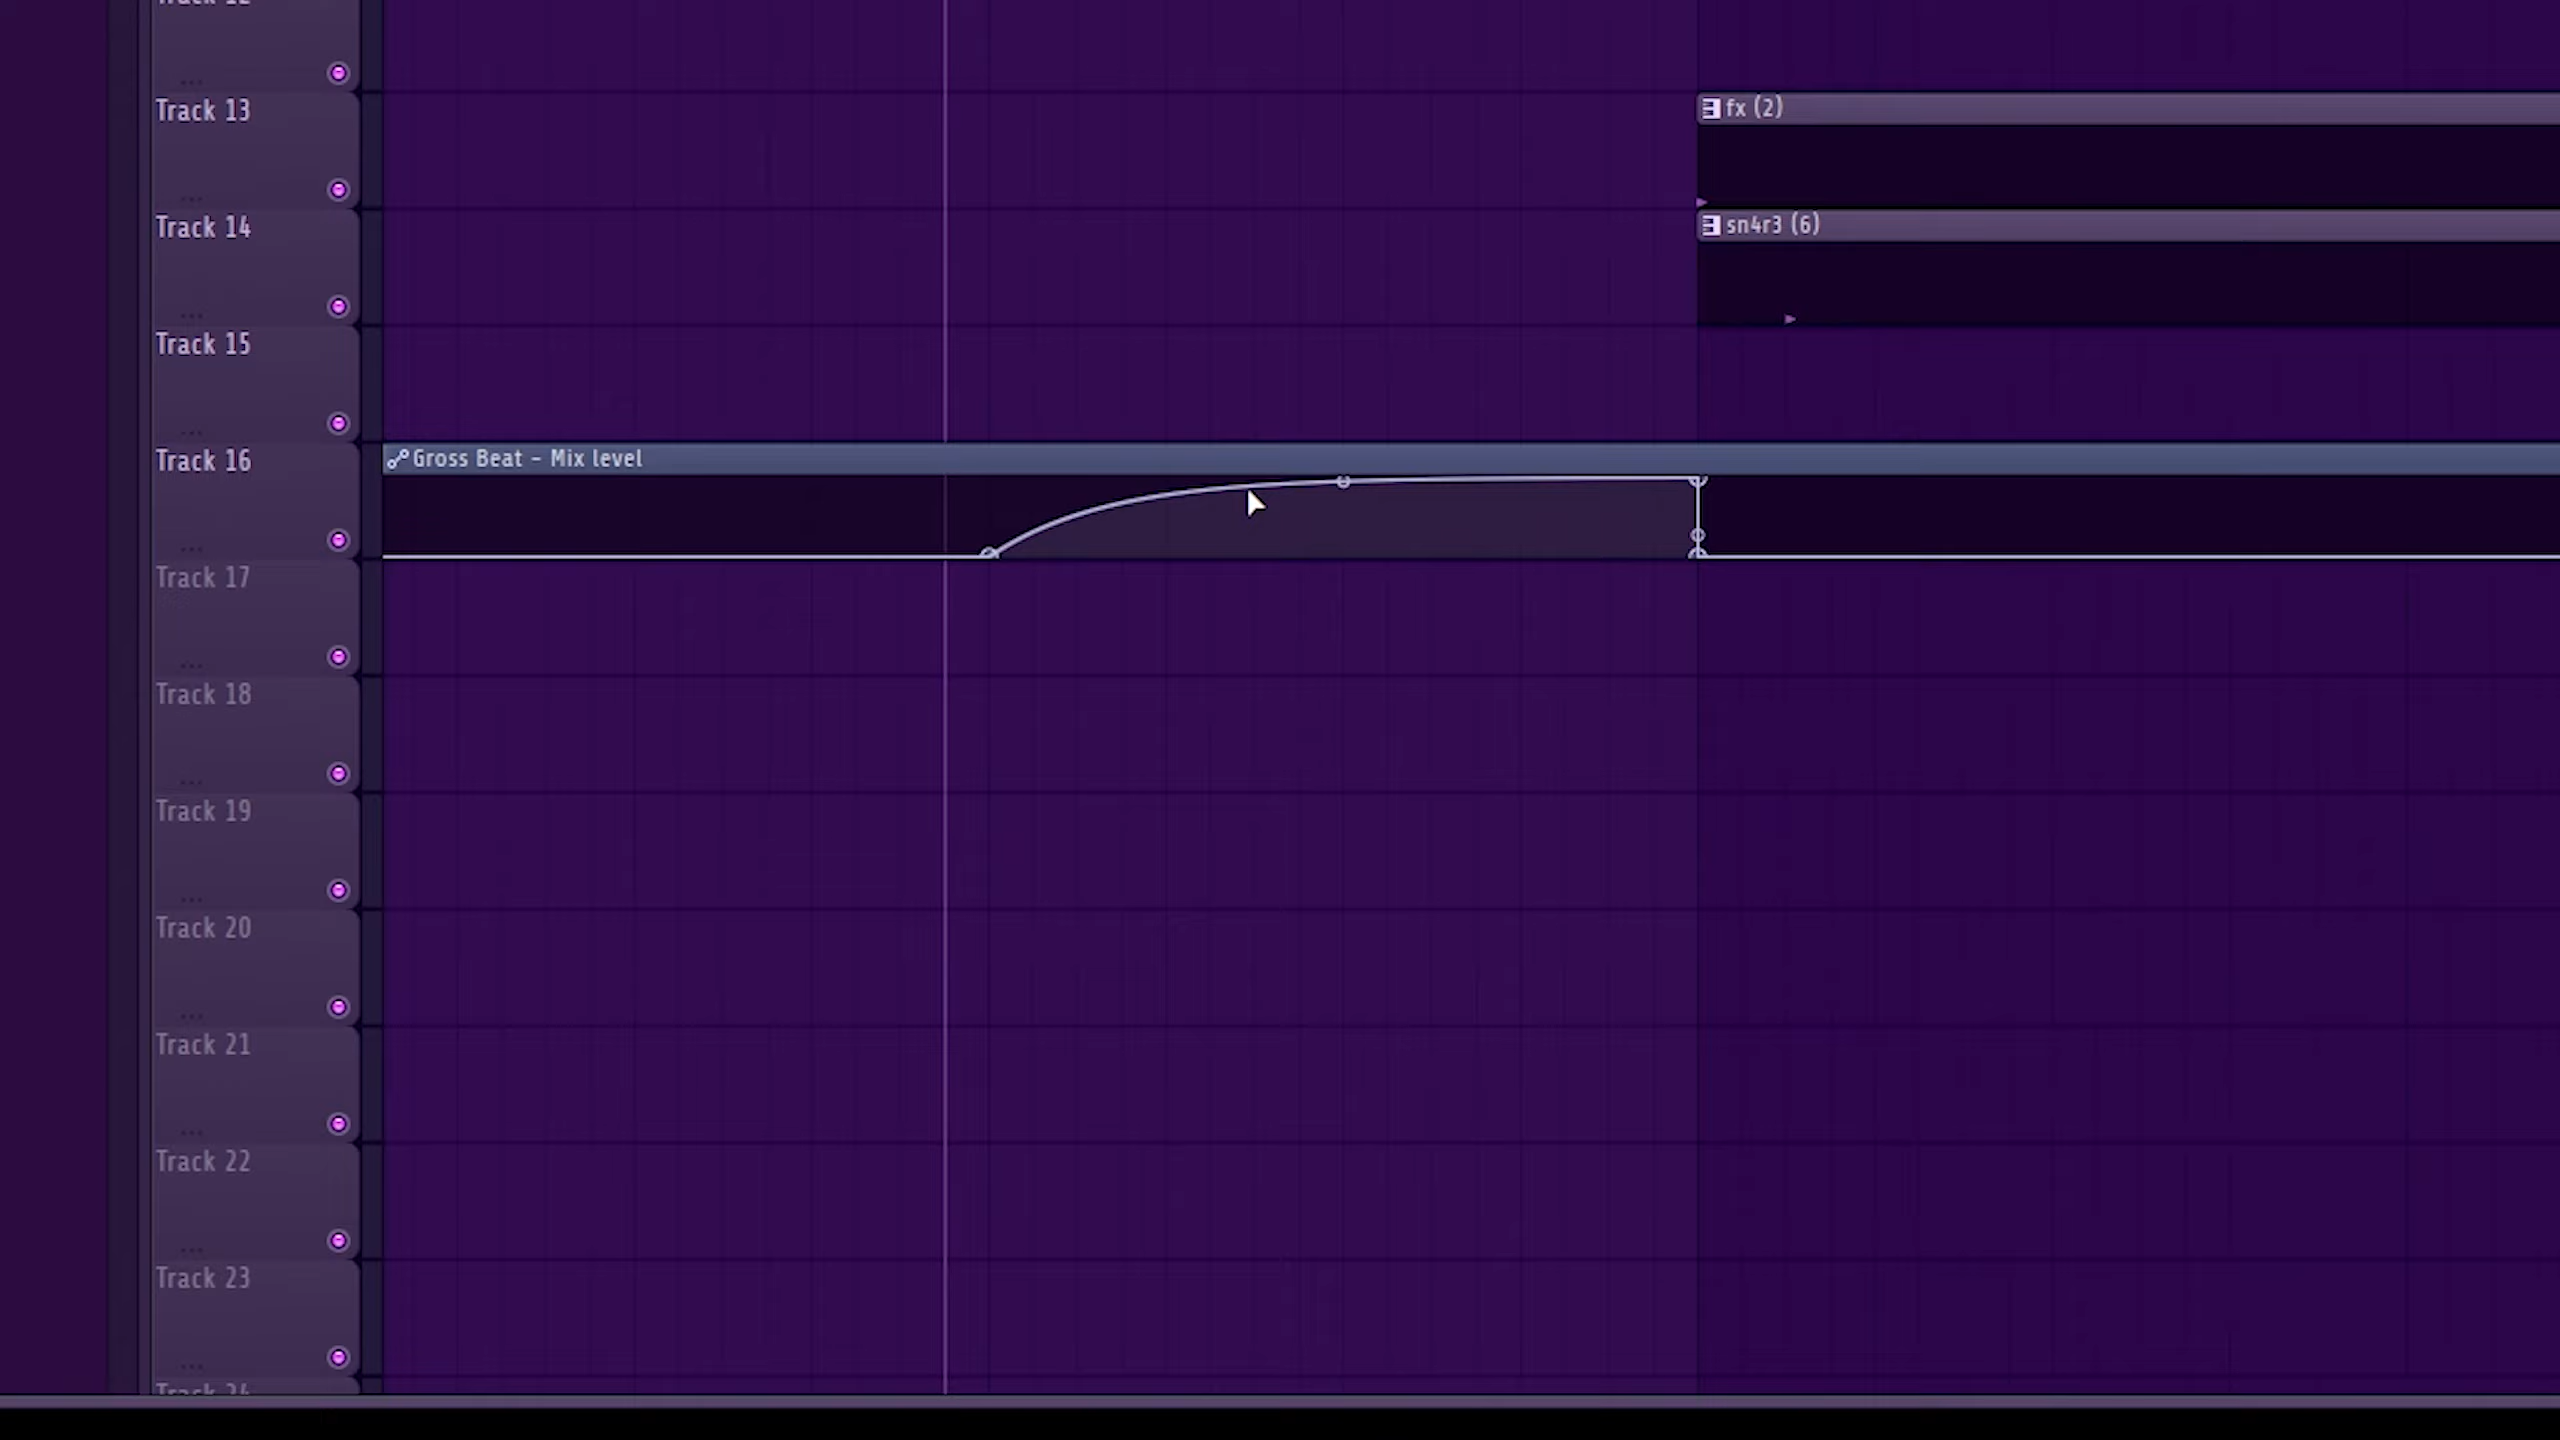 Track 13
fx (2)
Track 14
sn4r3 (6)
Track 15
Track 16
Gross Beat - Mix level
Track 17
Track 18
Track 19
Track 20
Track 21
Track 22
Track 23